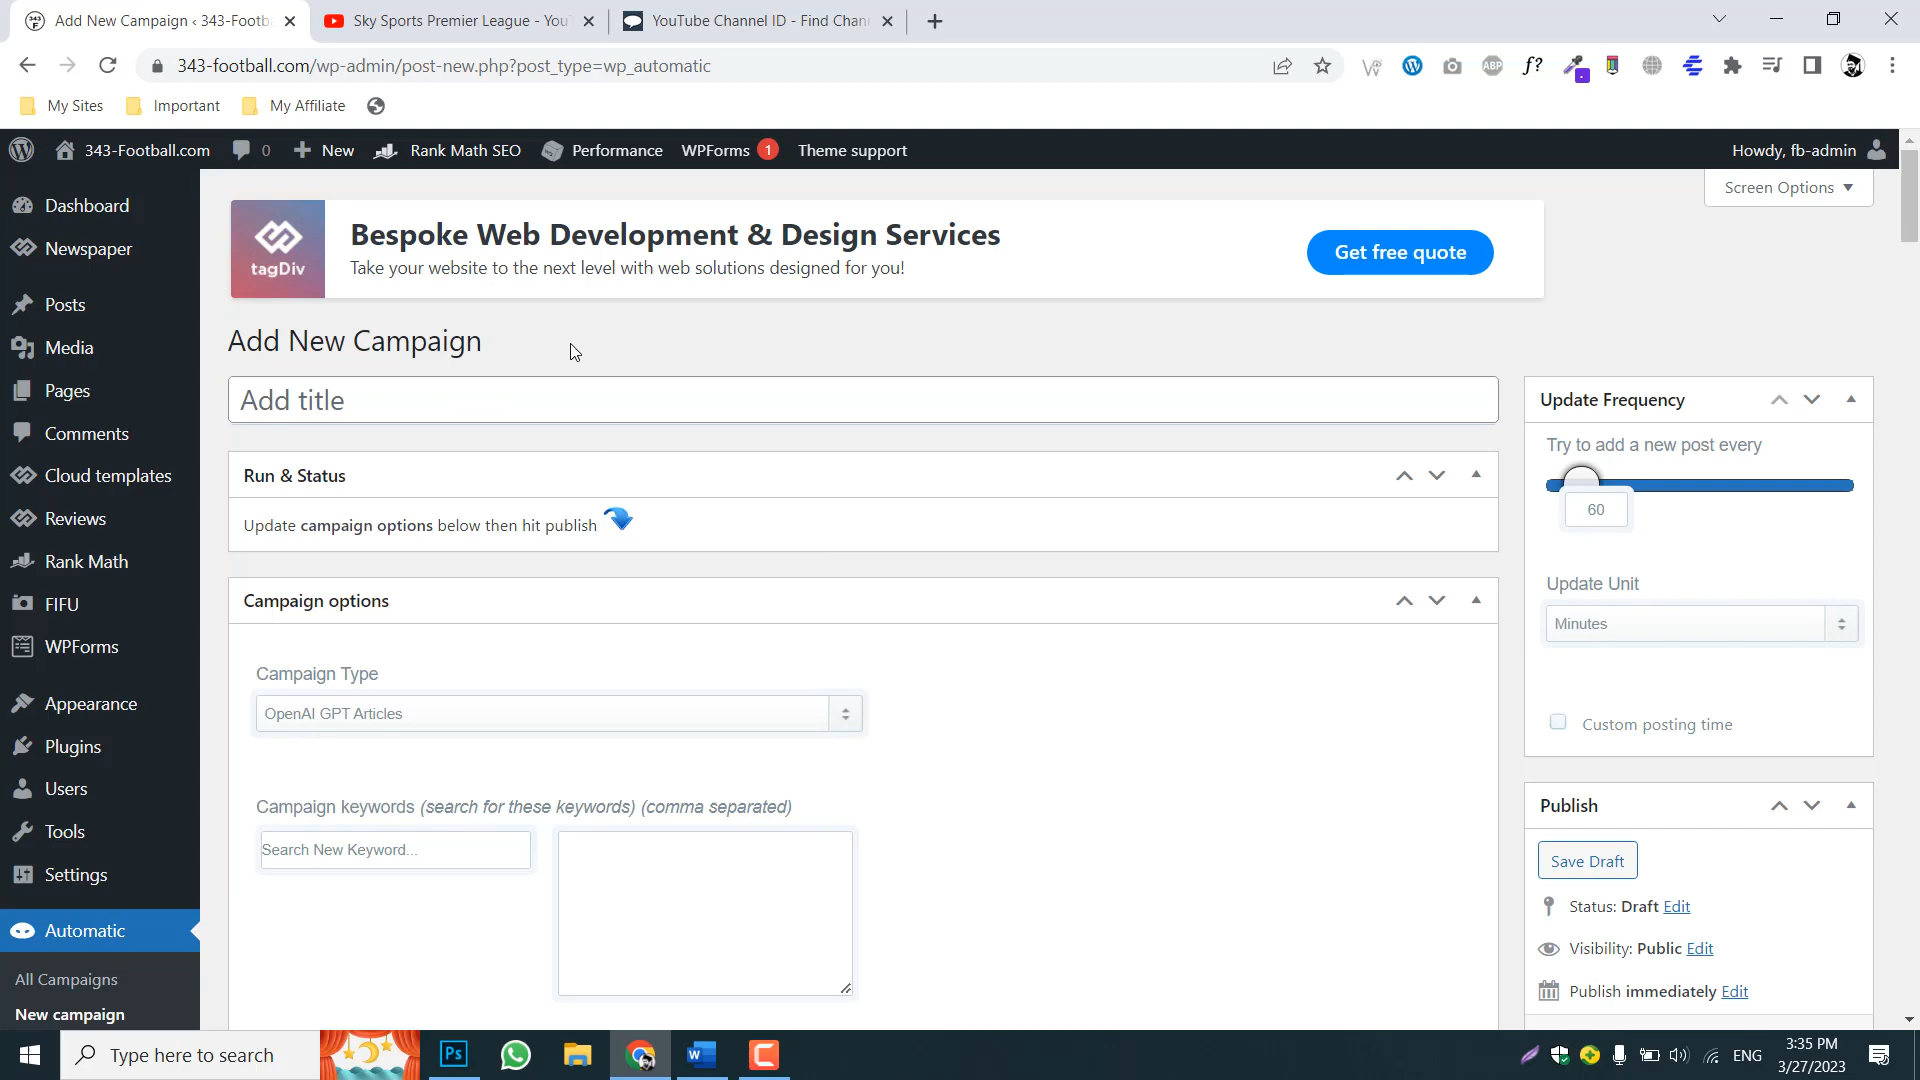 Add New Campaign ‹ 343-Footb
Sky Sports Premier League - You
YouTube Channel ID - Find Chan
343-football.com/wp-admin/post-new.php?post_type=wp_automatic
ABP
f?
My Sites
Important
My Affiliate
343-Football.com
0
New
Rank Math SEO
Performance
WPForms 1
Theme support
Howdy, fb-admin
Screen Options
Dashboard
Newspaper
Posts
Media
Pages
Comments
Cloud templates
Reviews
Rank Math
FIFU
WPForms
Appearance
Plugins
Users
Tools
Settings
Automatic
All Campaigns
New campaign
tagDiv
Bespoke Web Development & Design Services
Take your website to the next level with web solutions designed for you!
Get free quote
Add New Campaign
Add title
Run & Status
Update campaign options below then hit publish
Campaign options
Campaign Type
OpenAI GPT Articles
Campaign keywords (search for these keywords) (comma separated)
Search New Keyword...
Update Frequency
Try to add a new post every
60
Update Unit
Minutes
Custom posting time
Publish
Save Draft
Status: Draft Edit
Visibility: Public Edit
Publish immediately Edit
Type here to search
Ps
ENG
3:35 PM
3/27/2023